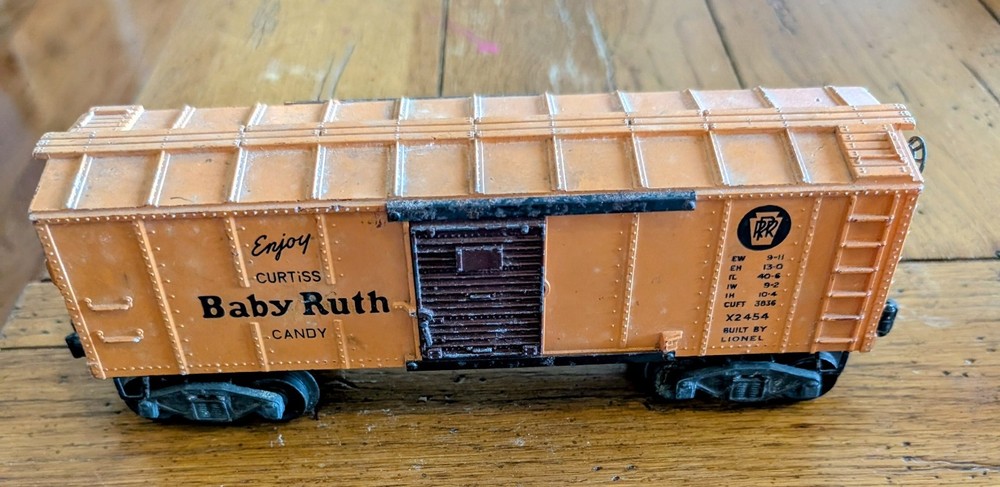 Enjoy
CURTiSS
Baby Ruth
CANDY
PRR
EW 9-11
EH 13-0
IL 40-6
IW 9-2
IH 10-4
CUFT 3836
X2454
BUILT BY
LIONEL